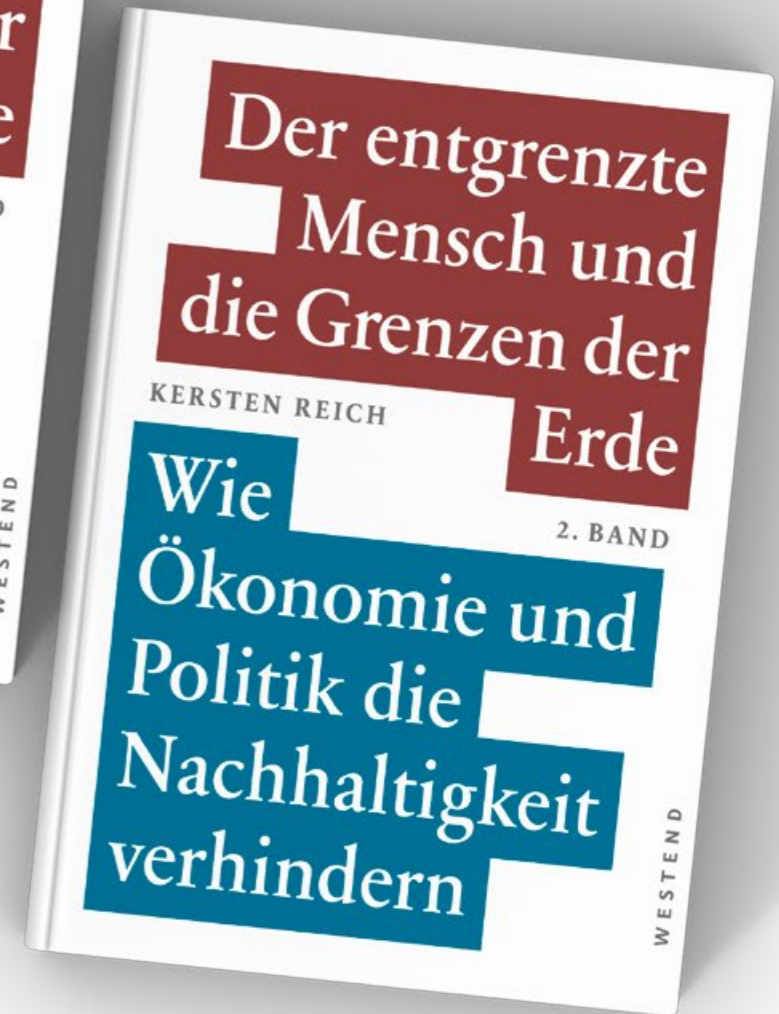 r
e
WESTEND
Der entgrenzte
Mensch und
die Grenzen der
Erde
KERSTEN REICH
2. BAND
Wie
Ökonomie und
Politik die
Nachhaltigkeit
verhindern
WESTEND